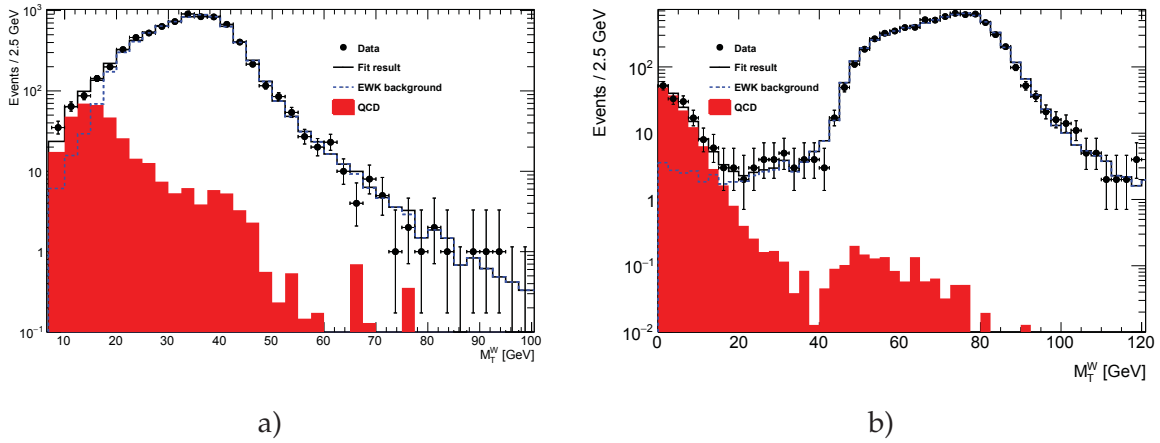 Events / 2.5 GeV
10³
10²
10
1
10⁻¹
Data
Fit result
EWK background
QCD
10 20 30 40 50 60 70 80 90 100
M_T^W [GeV]
a)
Events / 2.5 GeV
10²
10
1
10⁻¹
10⁻²
Data
Fit result
EWK background
QCD
0 20 40 60 80 100 120
M_T^W [GeV]
b)